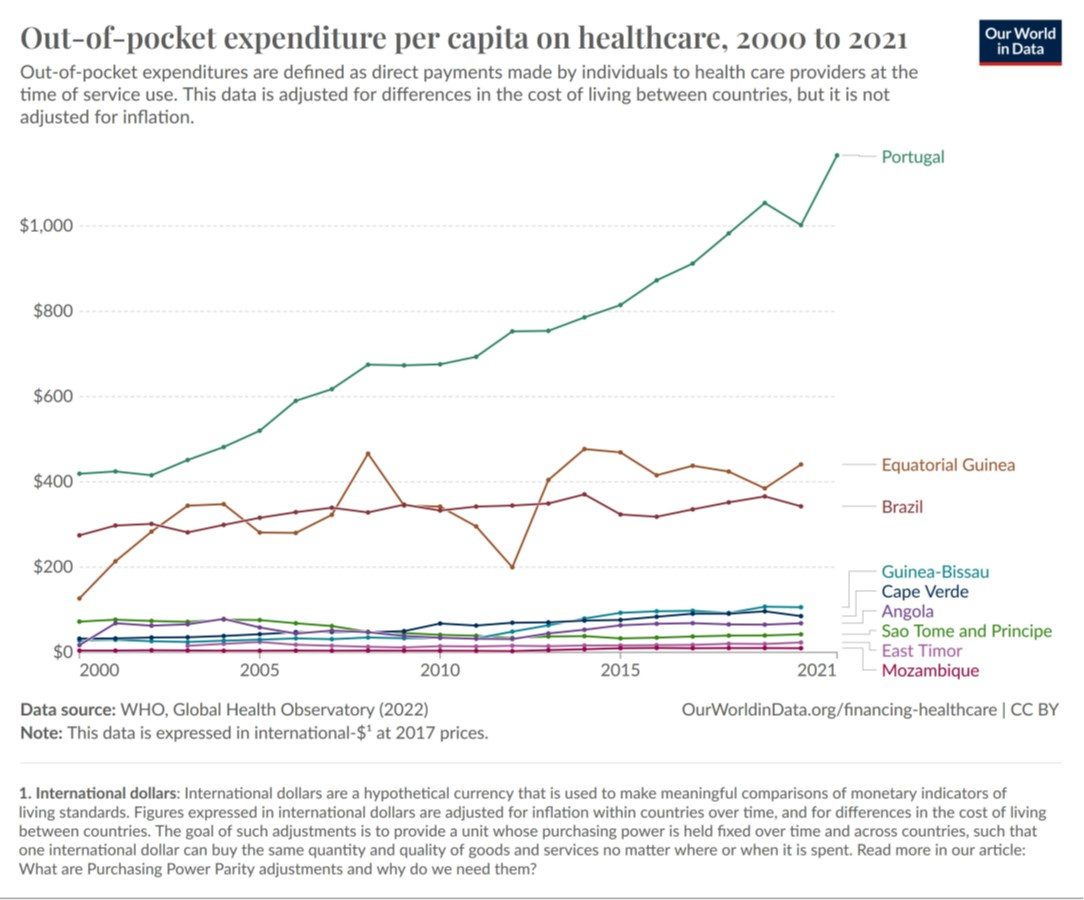 Out-of-pocket expenditure per capita on healthcare, 2000 to 2021
Our World
in Data
Out-of-pocket expenditures are defined as direct payments made by individuals to health care providers at the
time of service use. This data is adjusted for differences in the cost of living between countries, but it is not
adjusted for inflation.
Portugal
$1,000
$800
$600
$400
Equatorial Guinea
Brazil
$200
Guinea-Bissau
Cape Verde
Angola
Sao Tome and Principe
East Timor
Mozambique
$0
2000
2005
2010
2015
2021
Data source: WHO, Global Health Observatory (2022)
OurWorldinData.org/financing-healthcare | CC BY
Note: This data is expressed in international-$¹ at 2017 prices.
1. International dollars: International dollars are a hypothetical currency that is used to make meaningful comparisons of monetary indicators of
living standards. Figures expressed in international dollars are adjusted for inflation within countries over time, and for differences in the cost of living
between countries. The goal of such adjustments is to provide a unit whose purchasing power is held fixed over time and across countries, such that
one international dollar can buy the same quantity and quality of goods and services no matter where or when it is spent. Read more in our article:
What are Purchasing Power Parity adjustments and why do we need them?